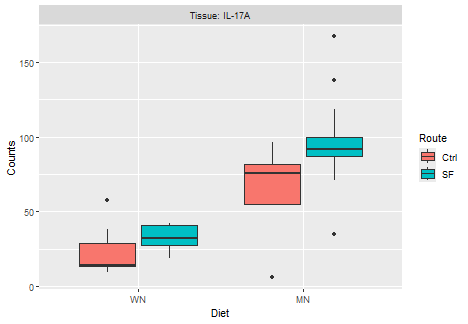 Tissue: IL-17A
150
100
50
0
Counts
WN MN
Diet
Route
Ctrl
SF